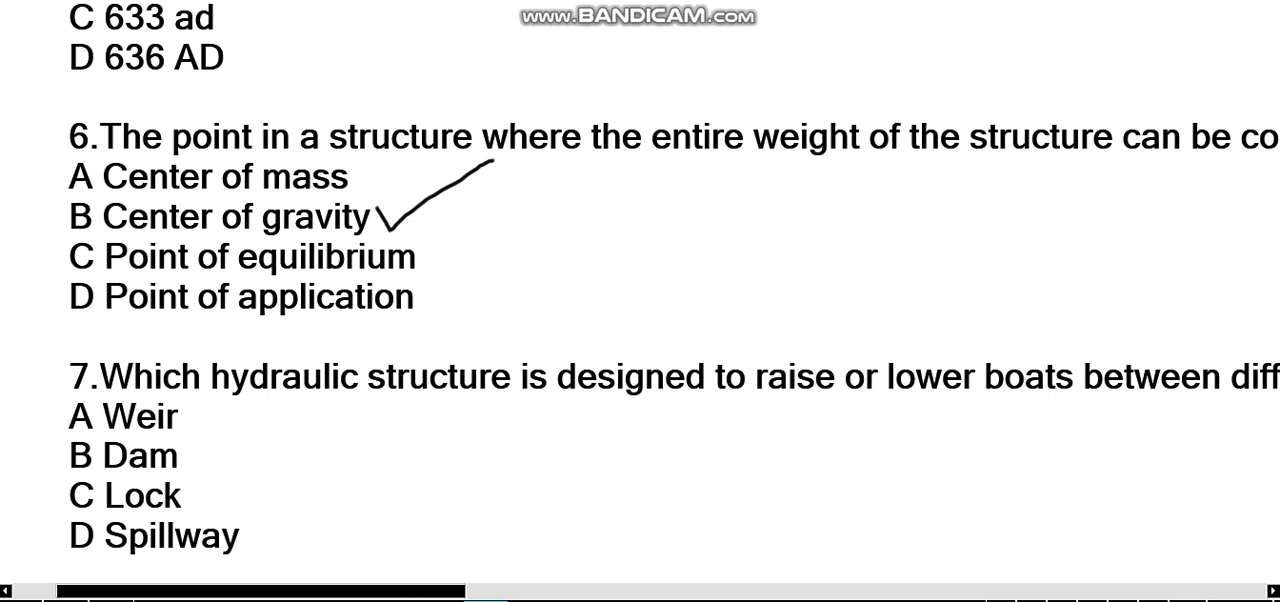 www.BANDICAM.com
C 633 ad
D 636 AD
6.The point in a structure where the entire weight of the structure can be co
A Center of mass
B Center of gravity
C Point of equilibrium
D Point of application
7.Which hydraulic structure is designed to raise or lower boats between diff
A Weir
B Dam
C Lock
D Spillway